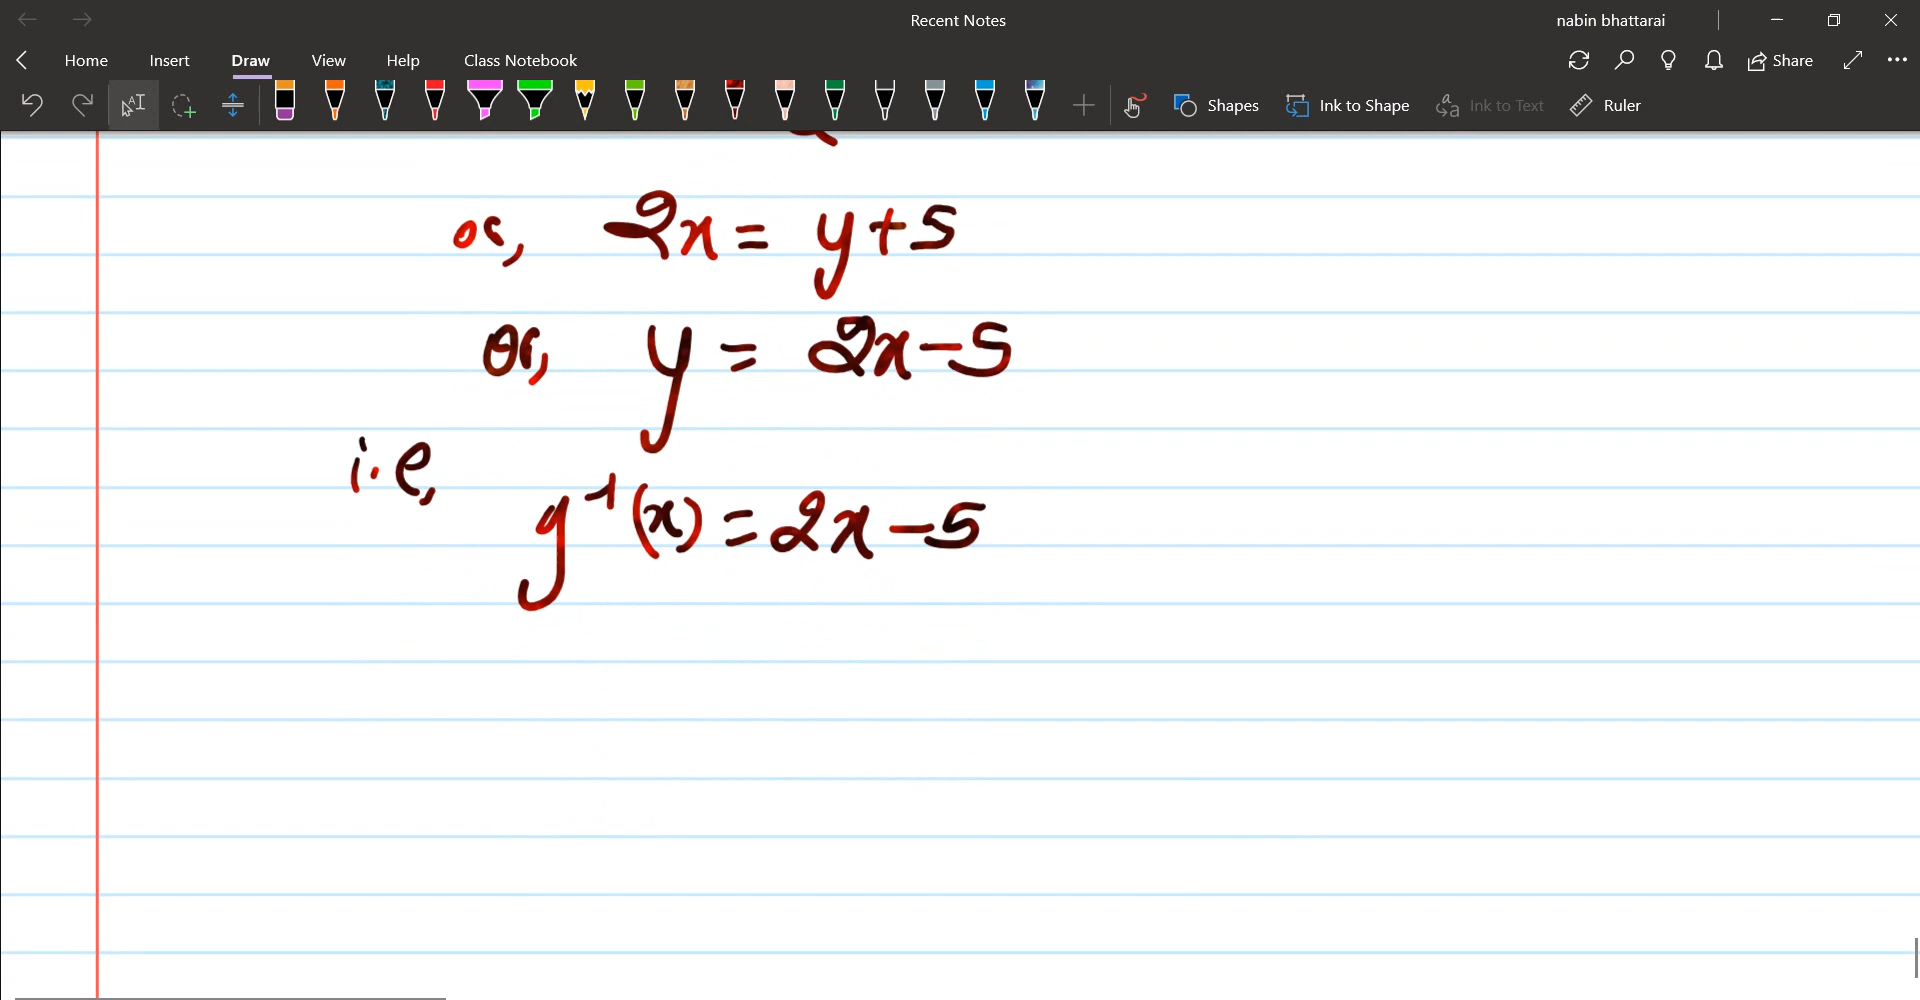 Recent Notes nabin bhattarai
Home Insert Draw View Help Class Notebook Share
Shapes Ink to Shape Ink to Text Ruler
or, 2x = y+5
or, y = 2x-5
i.e,
g⁻¹(x) = 2x-5